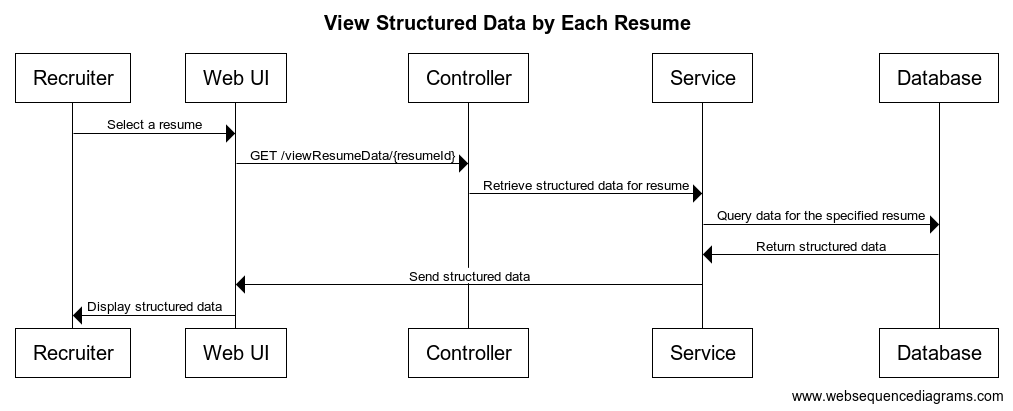 View Structured Data by Each Resume
Recruiter
Web UI
Controller
Service
Database
Select a resume
GET /viewResumeData/{resumeId}
Retrieve structured data for resume
Query data for the specified resume
Return structured data
Send structured data
Display structured data
Recruiter
Web UI
Controller
Service
Database
www.websequencediagrams.com